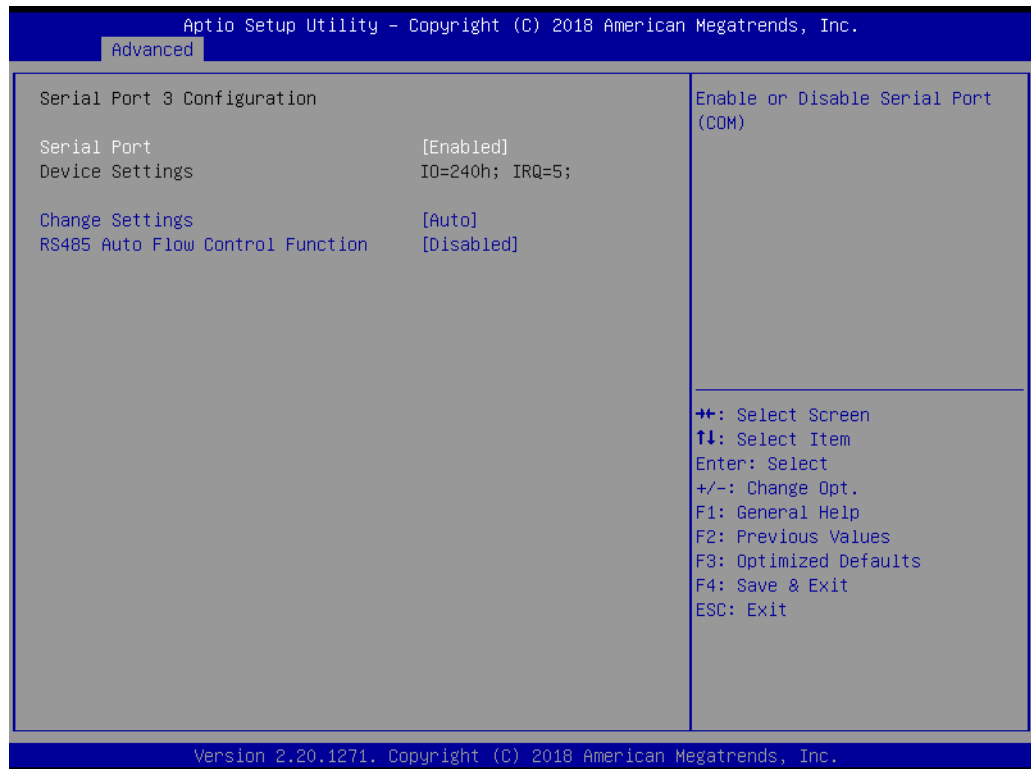 Aptio Setup Utility – Copyright (C) 2018 American Megatrends, Inc.
Advanced
Serial Port 3 Configuration
Serial Port [Enabled]
Device Settings IO=240h; IRQ=5;
Change Settings [Auto]
RS485 Auto Flow Control Function [Disabled]
Enable or Disable Serial Port
(COM)
→←: Select Screen
↑↓: Select Item
Enter: Select
+/-: Change Opt.
F1: General Help
F2: Previous Values
F3: Optimized Defaults
F4: Save & Exit
ESC: Exit
Version 2.20.1271. Copyright (C) 2018 American Megatrends, Inc.